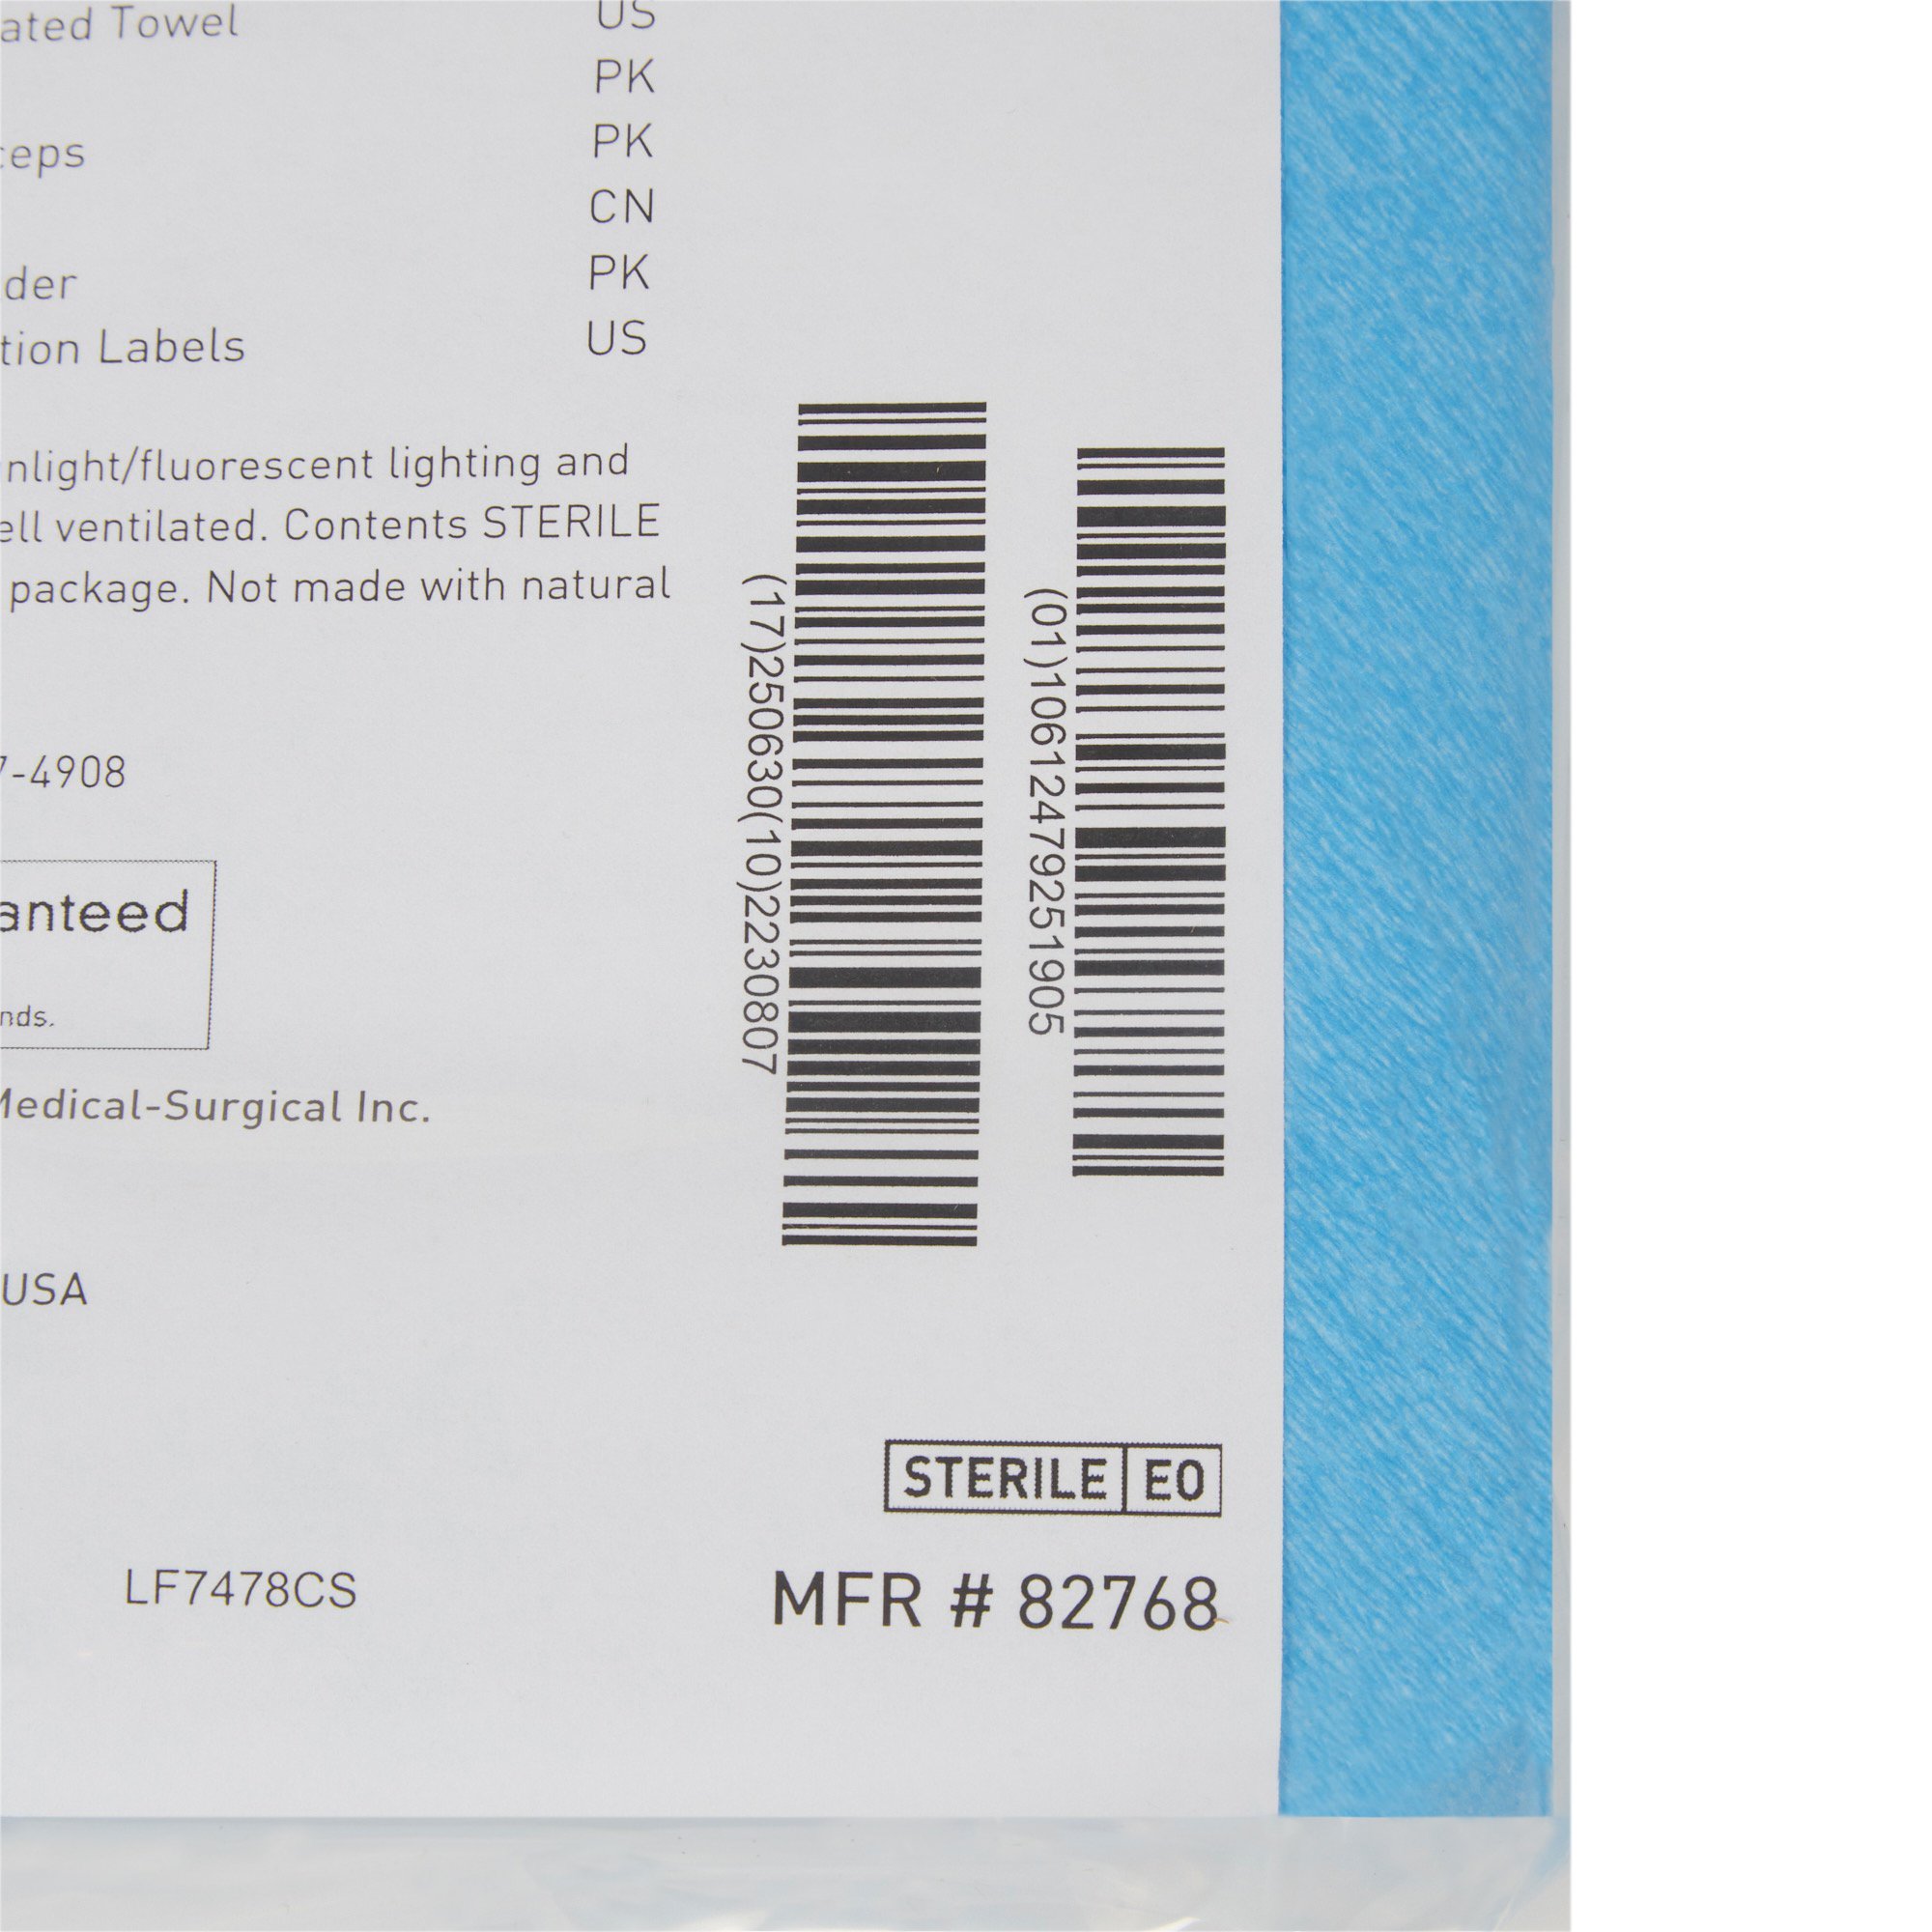 ated Towel US
PK
ceps PK
CN
der PK
tion Labels US
nlight/fluorescent lighting and
ell ventilated. Contents STERILE
package. Not made with natural
7-4908
anteed
nds.
Medical-Surgical Inc.
USA
(17)250630(10)2230807
(01)10612479251905
STERILE EO
LF7478CS
MFR # 82768